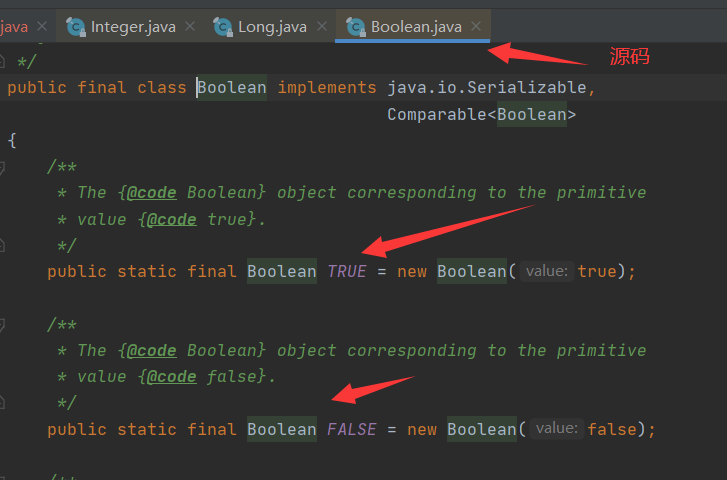 java × Integer.java × Long.java × Boolean.java ×
源码
*/
public final class Boolean implements java.io.Serializable,
Comparable<Boolean>
{
/**
* The {@code Boolean} object corresponding to the primitive
* value {@code true}.
*/
public static final Boolean TRUE = new Boolean( value: true);
/**
* The {@code Boolean} object corresponding to the primitive
* value {@code false}.
*/
public static final Boolean FALSE = new Boolean( value: false);
/**